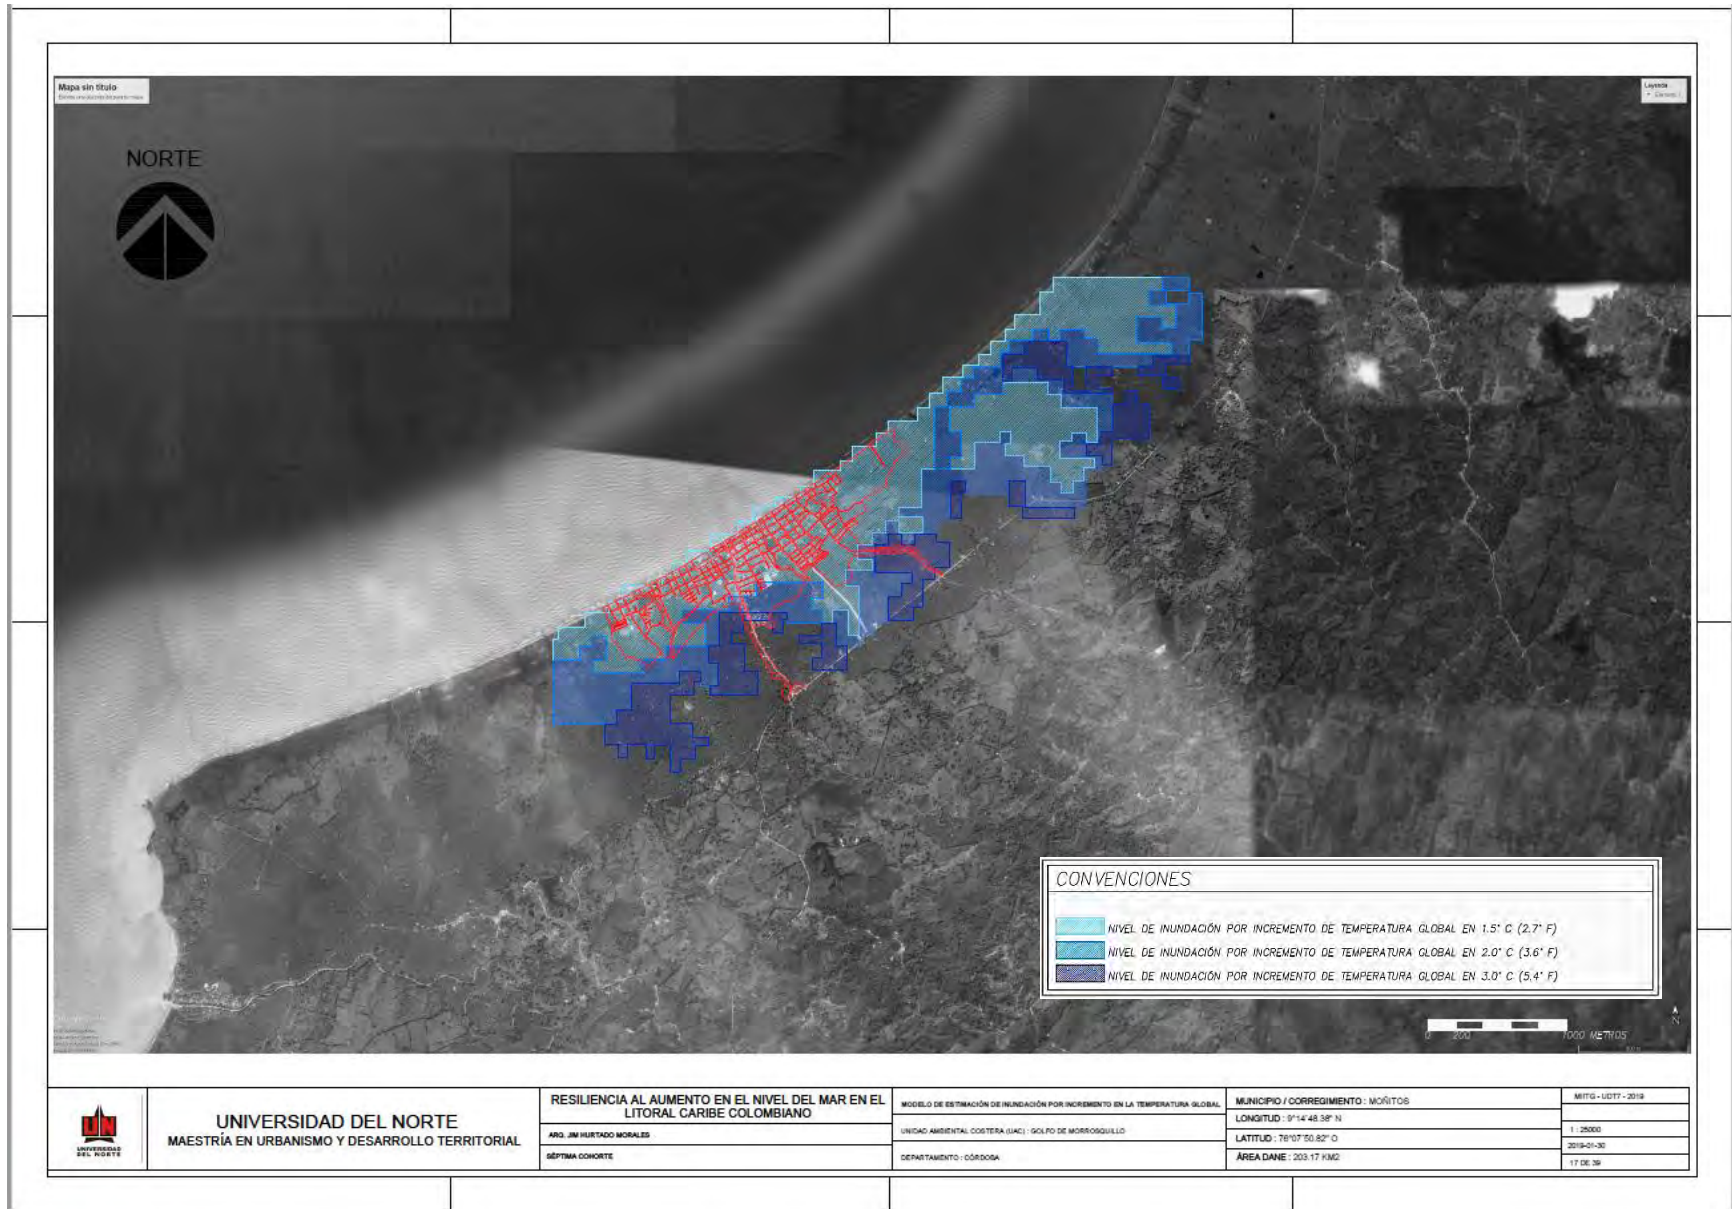 Mapa sin título
Leyenda
NORTE
CONVENCIONES
NIVEL DE INUNDACIÓN POR INCREMENTO DE TEMPERATURA GLOBAL EN 1.5° C (2.7° F)
NIVEL DE INUNDACIÓN POR INCREMENTO DE TEMPERATURA GLOBAL EN 2.0° C (3.6° F)
NIVEL DE INUNDACIÓN POR INCREMENTO DE TEMPERATURA GLOBAL EN 3.0° C (5.4° F)
N
0 200 1000 METROS
UNIVERSIDAD DEL NORTE
UNIVERSIDAD DEL NORTE
MAESTRÍA EN URBANISMO Y DESARROLLO TERRITORIAL
RESILIENCIA AL AUMENTO EN EL NIVEL DEL MAR EN EL LITORAL CARIBE COLOMBIANO
ARQ. JIM HURTADO MORALES
SÉPTIMA COHORTE
MODELO DE ESTIMACIÓN DE INUNDACIÓN POR INCREMENTO EN LA TEMPERATURA GLOBAL
UNIDAD AMBIENTAL COSTERA (UAC) : GOLFO DE MORROSQUILLO
DEPARTAMENTO : CÓRDOBA
MUNICIPIO / CORREGIMIENTO : MOÑITOS
LONGITUD : 9°14'48.38" N
LATITUD : 76°07'50.82" O
ÁREA DANE : 203.17 KM2
MIITG - UDT7 - 2019
1 : 25000
2019-01-30
17 DE 39